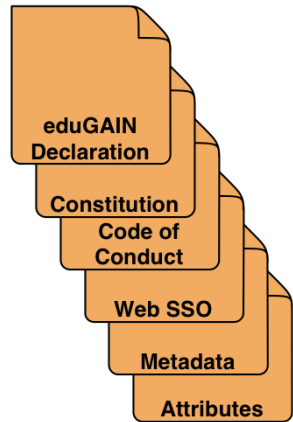 eduGAIN
Declaration
Constitution
Code of
Conduct
Web SSO
Metadata
Attributes